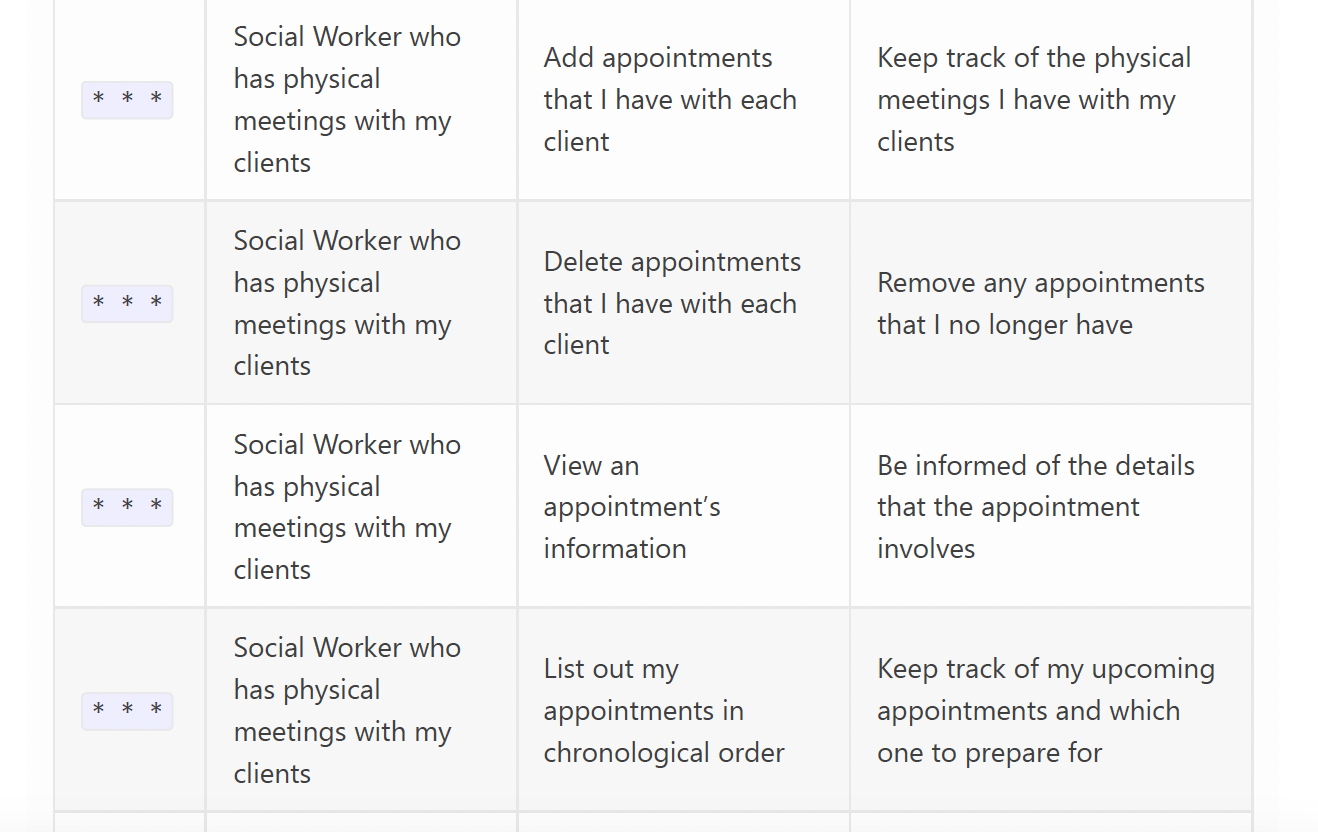 * * *
Social Worker who
has physical
meetings with my
clients
Add appointments
that I have with each
client
Keep track of the physical
meetings I have with my
clients
* * *
Social Worker who
has physical
meetings with my
clients
Delete appointments
that I have with each
client
Remove any appointments
that I no longer have
* * *
Social Worker who
has physical
meetings with my
clients
View an
appointment’s
information
Be informed of the details
that the appointment
involves
* * *
Social Worker who
has physical
meetings with my
clients
List out my
appointments in
chronological order
Keep track of my upcoming
appointments and which
one to prepare for